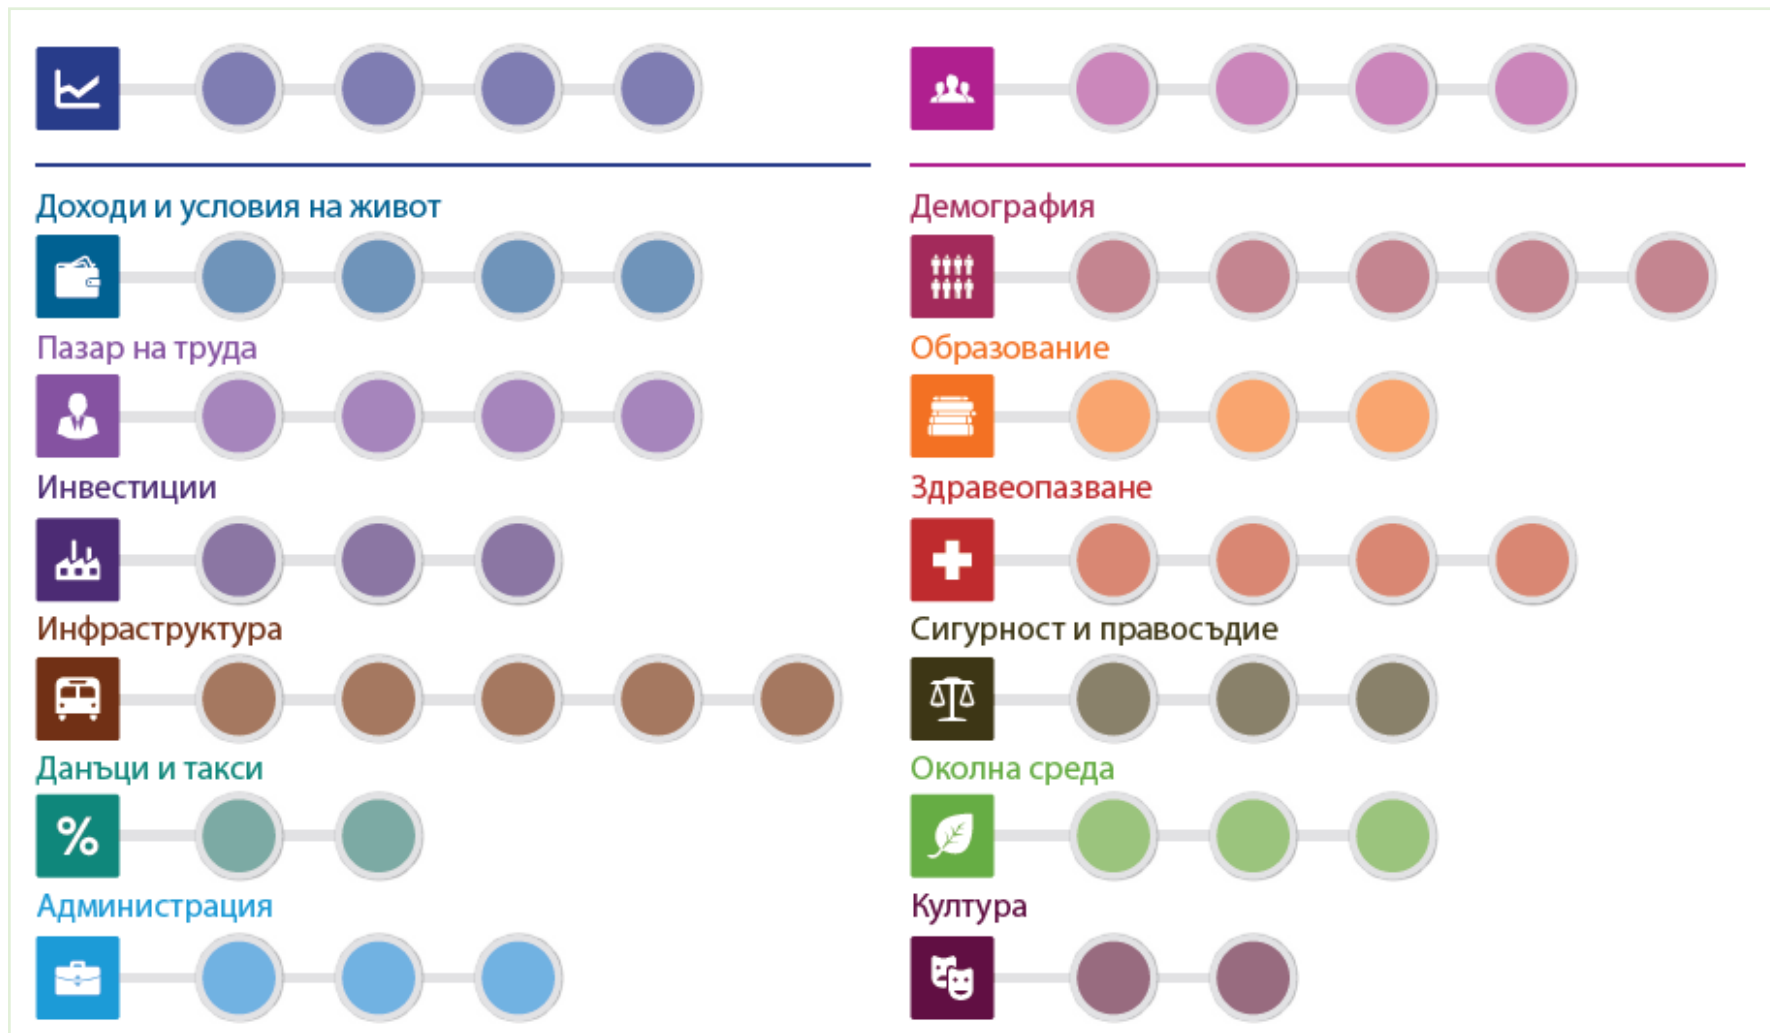 Доходи и условия на живот
Пазар на труда
Инвестиции
Инфраструктура
Данъци и такси
%
Администрация
Демография
Образование
Здравеопазване
Сигурност и правосъдие
Околна среда
Култура